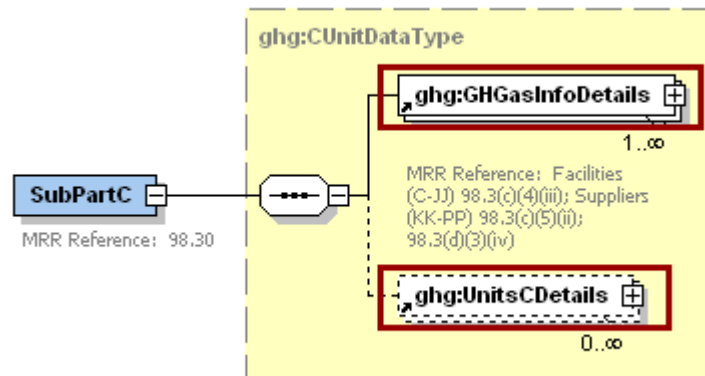 ghg:CUnitDataType
ghg:GHGasInfoDetails
1..∞
MRR Reference: Facilities
(C-JJ) 98.3(c)(4)(iii); Suppliers
(KK-PP) 98.3(c)(5)(ii);
98.3(d)(3)(iv)
SubPartC
MRR Reference: 98.30
ghg:UnitsCDetails
0..∞